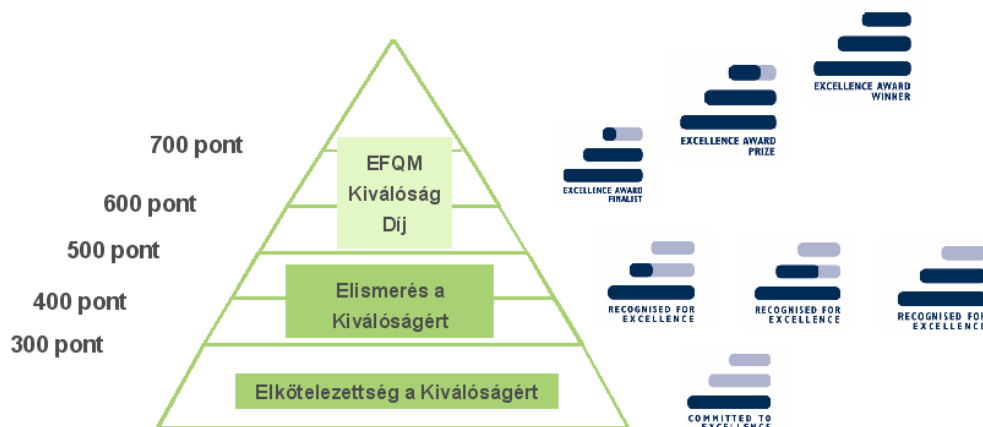 700 pont
600 pont
500 pont
400 pont
300 pont
EFQM
Kiválóság
Díj
Elismerés a
Kiválóságért
Elkötelezettség a Kiválóságért
EXCELLENCE AWARD
WINNER
EXCELLENCE AWARD
PRIZE
EXCELLENCE AWARD
FINALIST
RECOGNISED FOR
EXCELLENCE
RECOGNISED FOR
EXCELLENCE
RECOGNISED FOR
EXCELLENCE
COMMITTED TO
EXCELLENCE